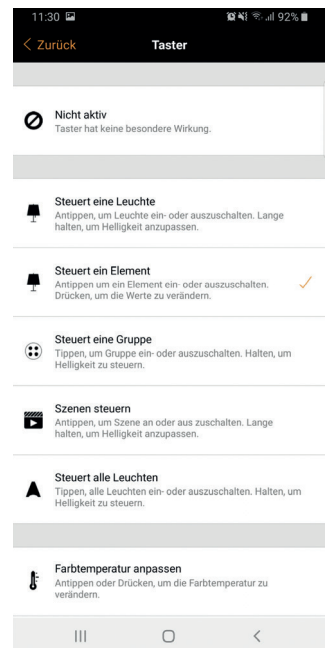 11:30 92%
< Zurück Taster
Nicht aktiv
Taster hat keine besondere Wirkung.
Steuert eine Leuchte
Antippen, um Leuchte ein- oder auszuschalten. Lange
halten, um Helligkeit anzupassen.
Steuert ein Element
Antippen um ein Element ein- oder auszuschalten.
Drücken, um die Werte zu verändern.
Steuert eine Gruppe
Tippen, um Gruppe ein- oder auszuschalten. Halten, um
Helligkeit zu steuern.
Szenen steuern
Antippen, um Szene an oder aus zuschalten. Lange
halten, um Helligkeit anzupassen.
Steuert alle Leuchten
Tippen, alle Leuchten ein- oder auszuschalten. Halten, um
Helligkeit zu steuern.
Farbtemperatur anpassen
Antippen oder Drücken, um die Farbtemperatur zu
verändern.